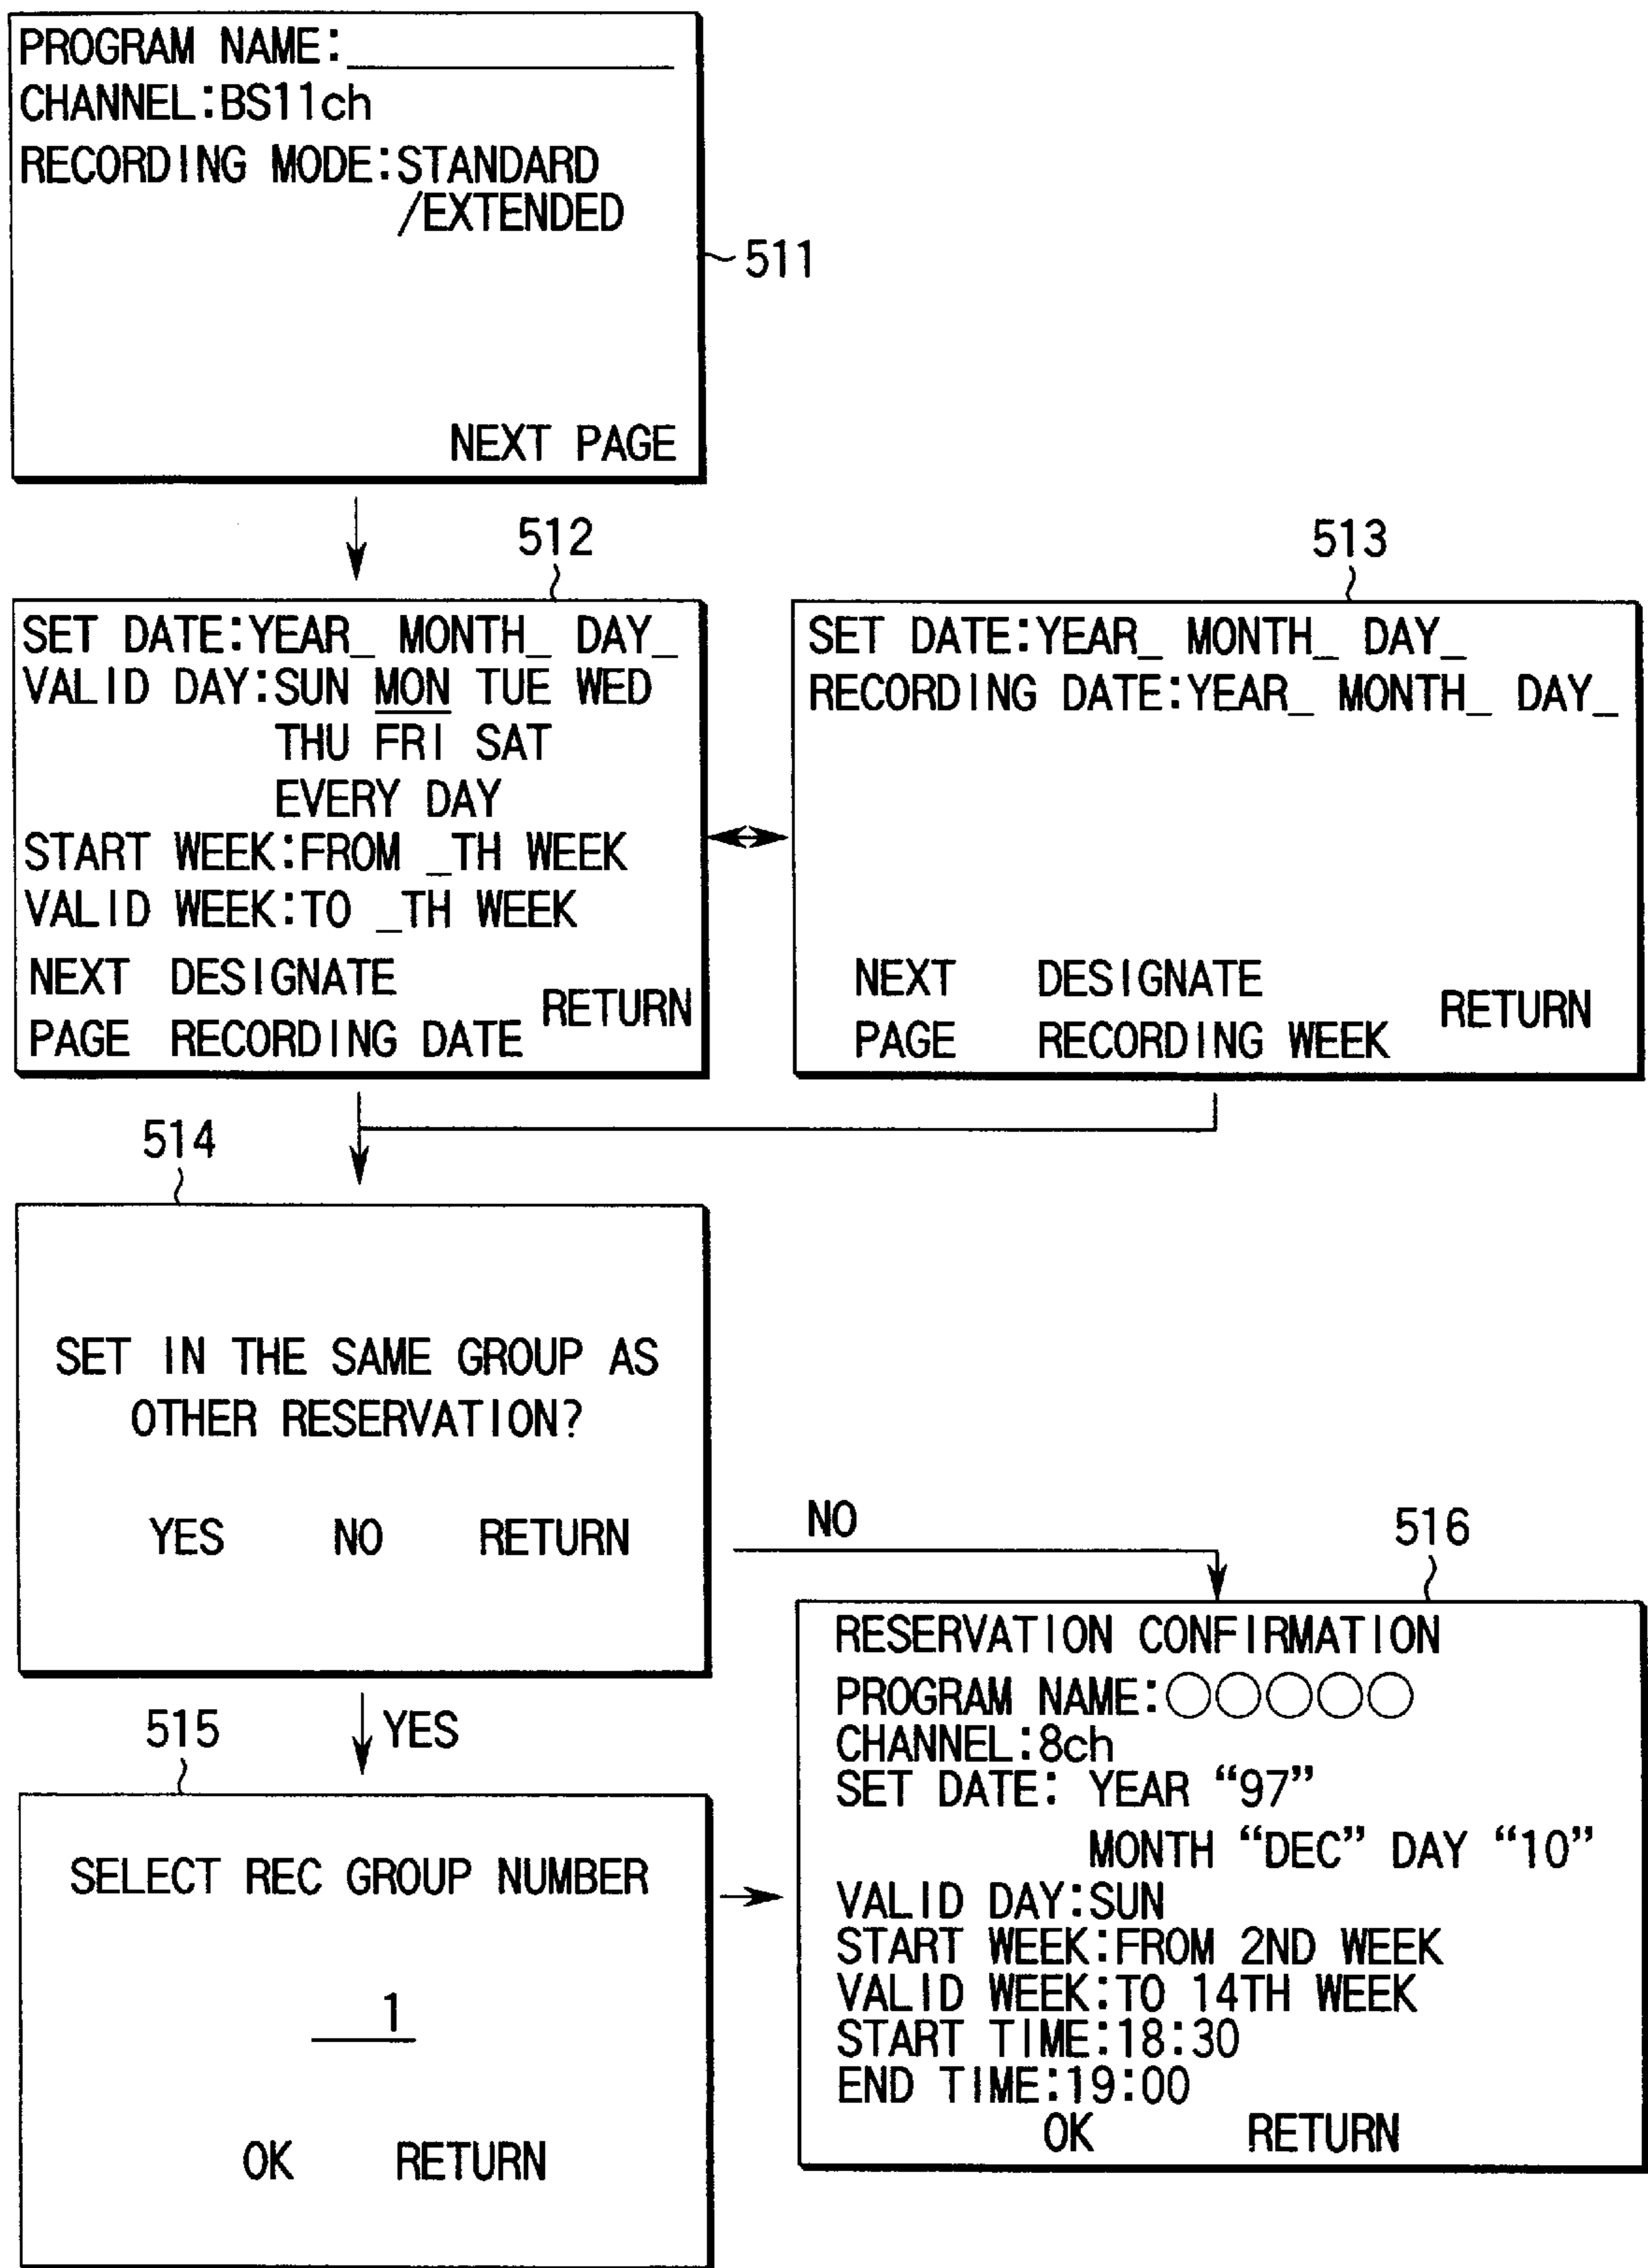 PROGRAM NAME:
CHANNEL:BS11ch
RECORDING MODE:STANDARD
/EXTENDED
NEXT PAGE
511
512
SET DATE:YEAR_ MONTH_ DAY_
VALID DAY:SUN MON TUE WED
THU FRI SAT
EVERY DAY
START WEEK:FROM _TH WEEK
VALID WEEK:TO _TH WEEK
NEXT DESIGNATE
PAGE RECORDING DATE RETURN
513
SET DATE:YEAR_ MONTH_ DAY_
RECORDING DATE:YEAR_ MONTH_ DAY_
NEXT DESIGNATE
PAGE RECORDING WEEK RETURN
514
SET IN THE SAME GROUP AS
OTHER RESERVATION?
YES NO RETURN
NO
YES
515
SELECT REC GROUP NUMBER
1
OK RETURN
516
RESERVATION CONFIRMATION
PROGRAM NAME:○○○○○
CHANNEL:8ch
SET DATE: YEAR “97”
MONTH “DEC” DAY “10”
VALID DAY:SUN
START WEEK:FROM 2ND WEEK
VALID WEEK:TO 14TH WEEK
START TIME:18:30
END TIME:19:00
OK RETURN